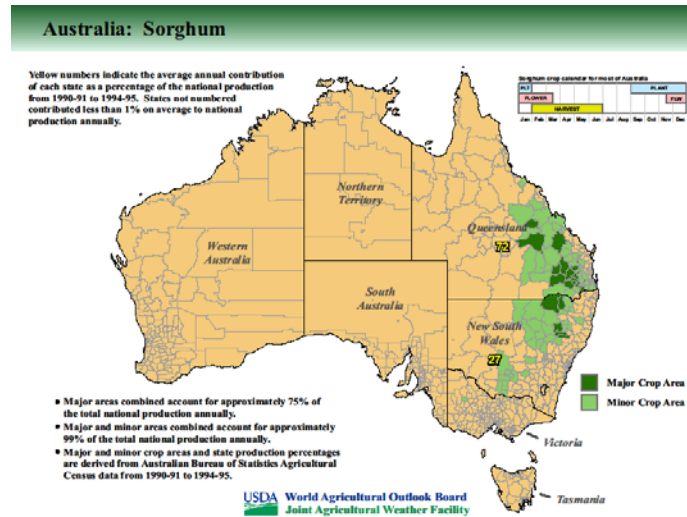 Australia: Sorghum
Yellow numbers indicate the average annual contribution
of each state as a percentage of the national production
from 1990-91 to 1994-95. States not numbered
contributed less than 1% on average to national
production annually.
Sorghum crop calendar for most of Australia
PLT PLANT
FLOWER FLW
HARVEST
Jan Feb Mar Apr May Jun Jul Aug Sep Oct Nov Dec
Northern
Territory
Queensland
72
Western
Australia
South
Australia
New South
Wales
27
Major Crop Area
Minor Crop Area
• Major areas combined account for approximately 75% of
the total national production annually.
• Major and minor areas combined account for approximately
99% of the total national production annually.
• Major and minor crop areas and state production percentages
are derived from Australian Bureau of Statistics Agricultural
Census data from 1990-91 to 1994-95.
Victoria
Tasmania
USDA World Agricultural Outlook Board
Joint Agricultural Weather Facility